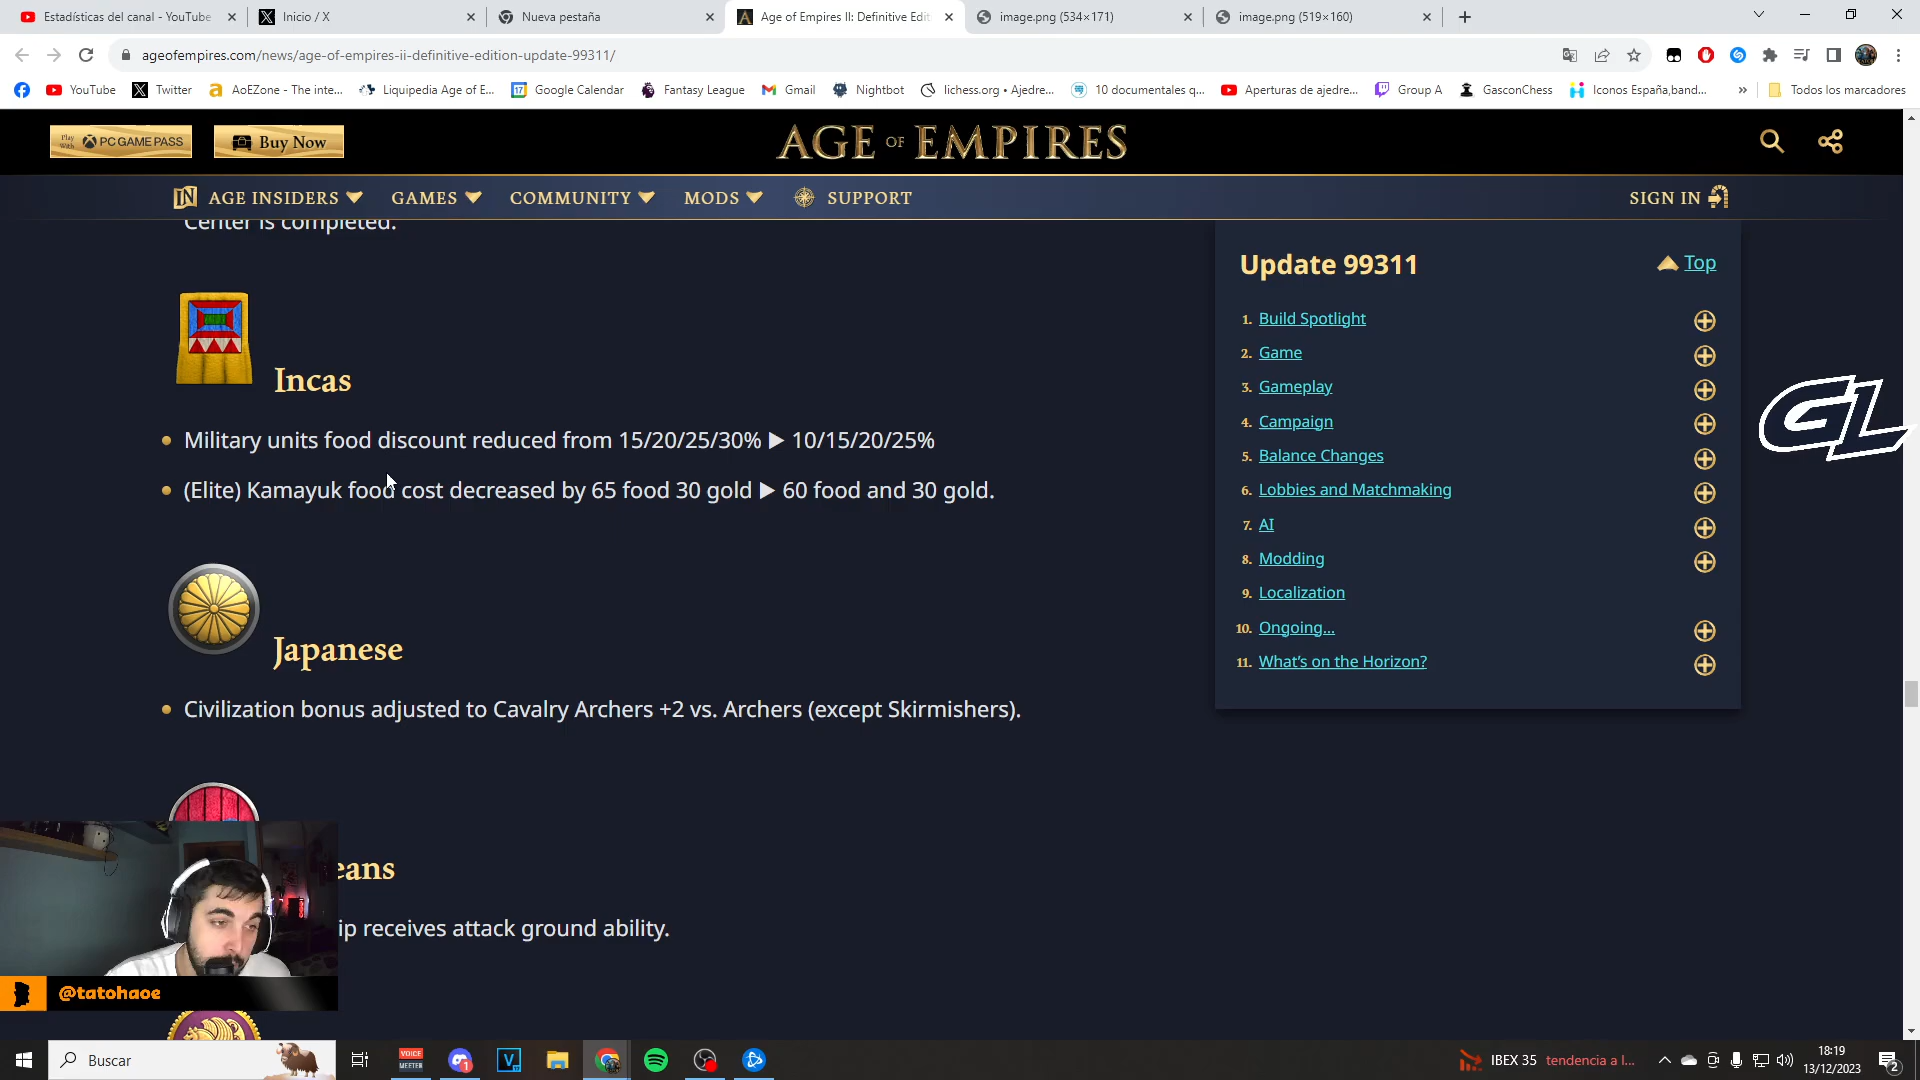 Estadísticas del canal - YouTube
Inicio / X
Nueva pestaña
Age of Empires II: Definitive Edit
image.png (534×171)
image.png (519×160)
ageofempires.com/news/age-of-empires-ii-definitive-edition-update-99311/
YouTube
Twitter
AoEZone - The inte...
Liquipedia Age of E...
Google Calendar
Fantasy League
Gmail
Nightbot
lichess.org • Ajedre...
10 documentales q...
Aperturas de ajedre...
Group A
GasconChess
Iconos España,band...
»
Todos los marcadores
Play With PC GAME PASS
Buy Now
AGE OF EMPIRES
AGE INSIDERS
GAMES
COMMUNITY
MODS
SUPPORT
SIGN IN
Center is completed.
Incas
• Military units food discount reduced from 15/20/25/30% ► 10/15/20/25%
• (Elite) Kamayuk food cost decreased by 65 food 30 gold ► 60 food and 30 gold.
Japanese
• Civilization bonus adjusted to Cavalry Archers +2 vs. Archers (except Skirmishers).
eans
ip receives attack ground ability.
Update 99311
Top
1. Build Spotlight
2. Game
3. Gameplay
4. Campaign
5. Balance Changes
6. Lobbies and Matchmaking
7. AI
8. Modding
9. Localization
10. Ongoing...
11. What's on the Horizon?
GL
@tatohaoe
Buscar
VOICE MEETER
1
V
IBEX 35 tendencia a l...
18:19
13/12/2023
2